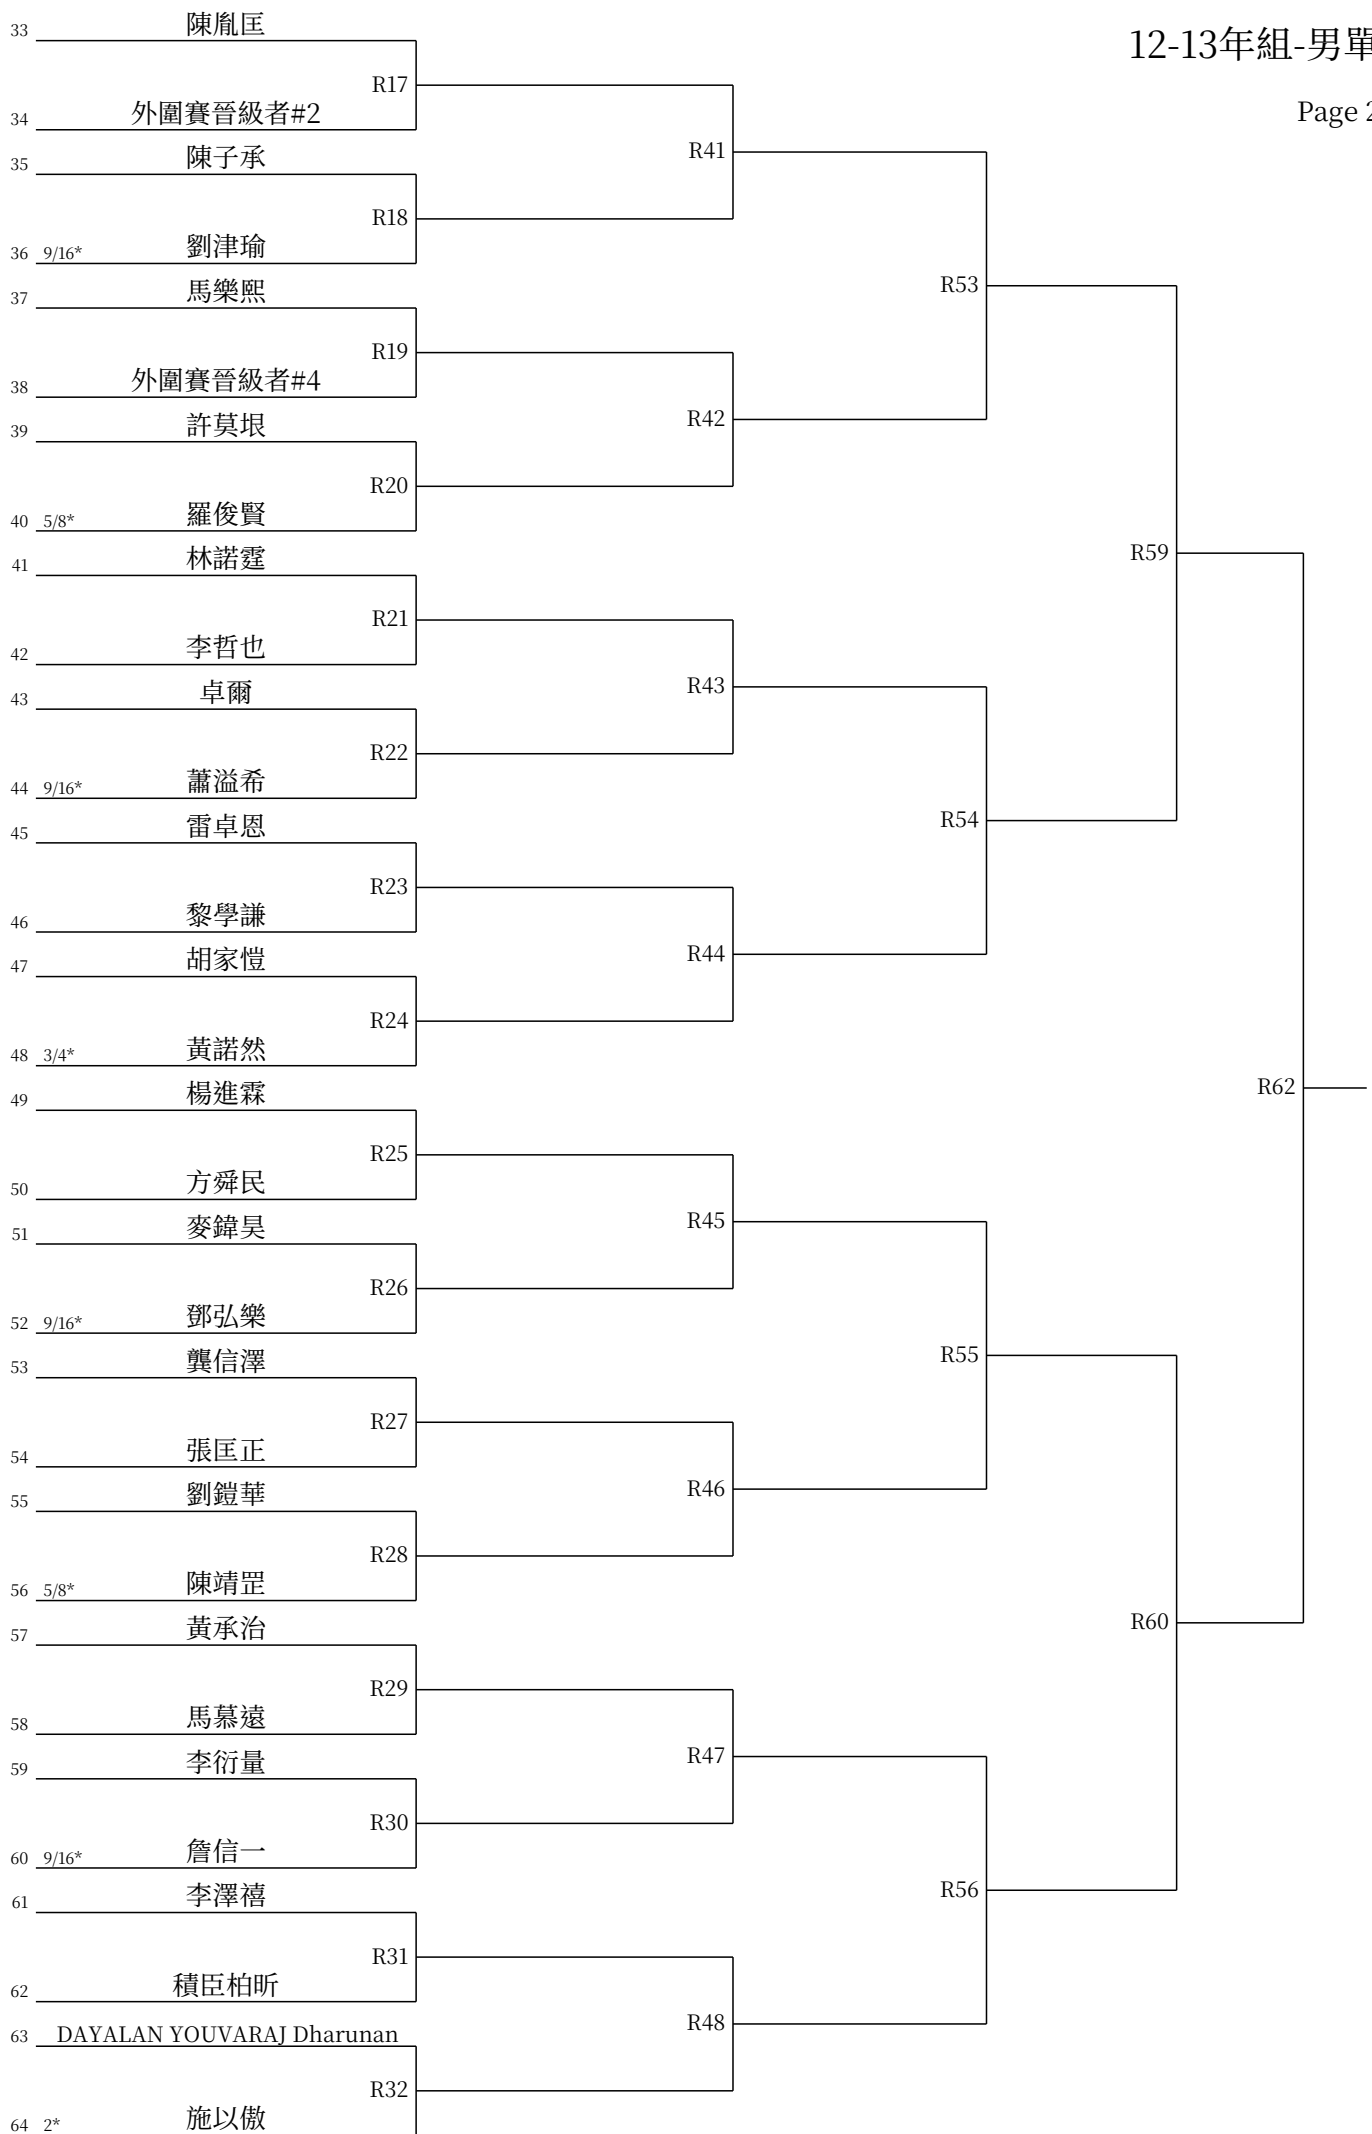 12-13年組-男單
Page 2
33 陳胤匡
R17
34 外圍賽晉級者#2
R41
35 陳子承
R18
36 9/16* 劉津瑜
R53
37 馬樂熙
R19
38 外圍賽晉級者#4
R42
39 許莫垠
R20
40 5/8* 羅俊賢
R59
41 林諾霆
R21
42 李哲也
R43
43 卓爾
R22
44 9/16* 蕭溢希
R54
45 雷卓恩
R23
46 黎學謙
R44
47 胡家愷
R24
48 3/4* 黃諾然
R62
49 楊進霖
R25
50 方舜民
R45
51 麥鍏昊
R26
52 9/16* 鄧弘樂
R55
53 龔信澤
R27
54 張匡正
R46
55 劉鎧華
R28
56 5/8* 陳靖罡
R60
57 黃承治
R29
58 馬慕遠
R47
59 李衍量
R30
60 9/16* 詹信一
R56
61 李澤禧
R31
62 積臣柏昕
R48
63 DAYALAN YOUVARAJ Dharunan
R32
64 2* 施以傲